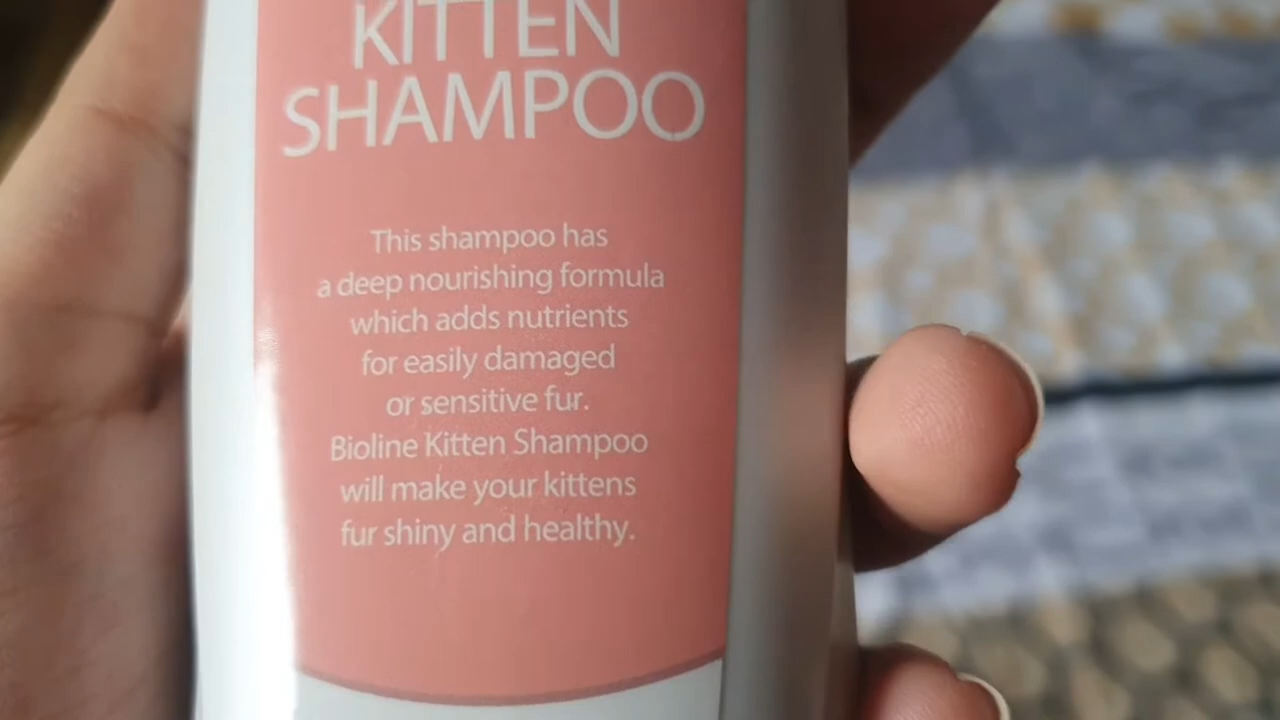 KITTEN
SHAMPOO
This shampoo has
a deep nourishing formula
which adds nutrients
for easily damaged
or sensitive fur.
Bioline Kitten Shampoo
will make your kittens
fur shiny and healthy.